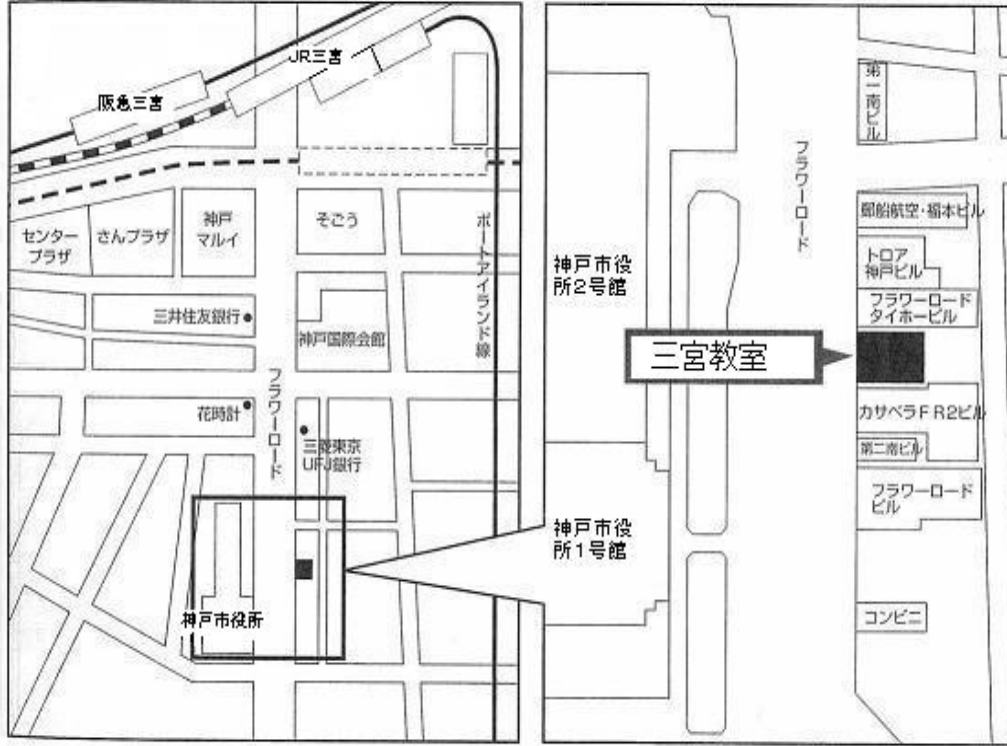 JR三宮
阪急三宮
センター
プラザ
さんプラザ
神戸
マルイ
そごう
ポートアイランド線
三井住友銀行
神戸国際会館
フラワーロード
花時計
三菱東京
UFJ銀行
神戸市役所
第一南ビル
フラワーロード
郵船航空・福本ビル
トロア
神戸ビル
神戸市役
所2号館
フラワーロード
タイホービル
三宮教室
カサベラFR2ビル
第二南ビル
フラワーロード
ビル
神戸市役
所1号館
コンビニ